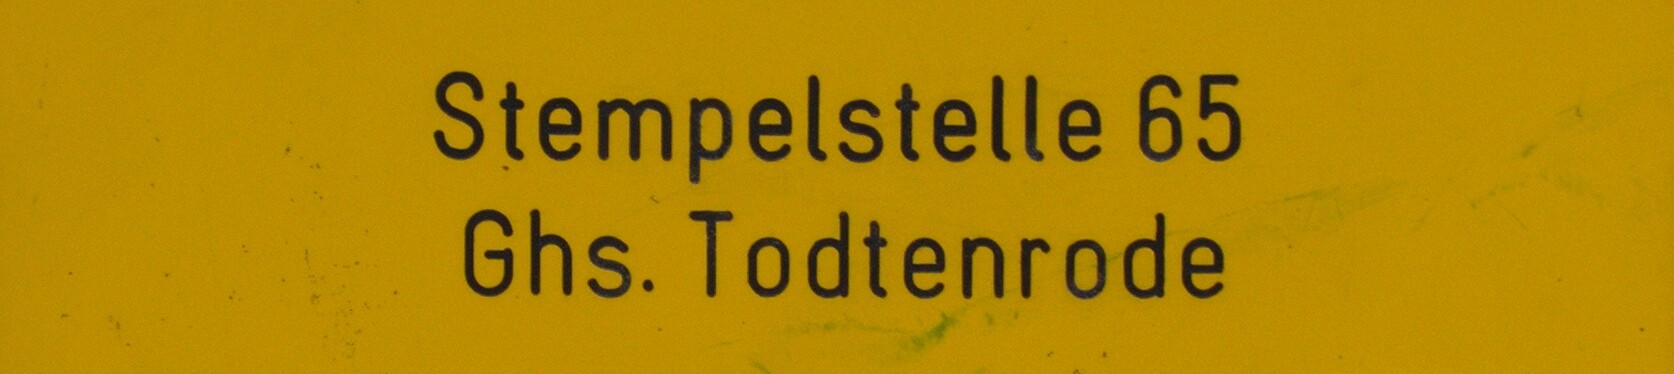 Stempelstelle 65
Ghs. Todtenrode